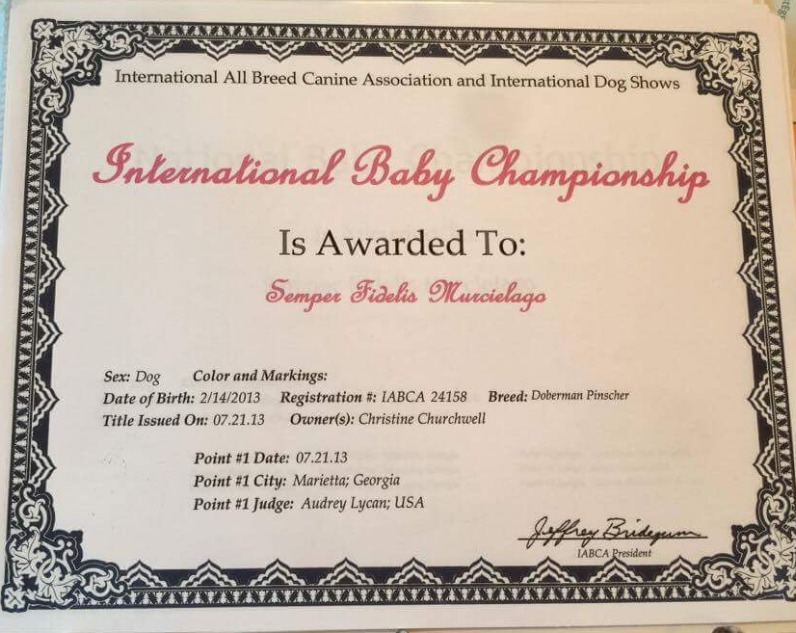 International All Breed Canine Association and International Dog Shows
International Baby Championship
Is Awarded To:
Semper Fidelis Murcielago
Sex: Dog Color and Markings:
Date of Birth: 2/14/2013 Registration #: IABCA 24158 Breed: Doberman Pinscher
Title Issued On: 07.21.13 Owner(s): Christine Churchwell
Point #1 Date: 07.21.13
Point #1 City: Marietta; Georgia
Point #1 Judge: Audrey Lycan; USA
Jeffrey Bridegum
IABCA President